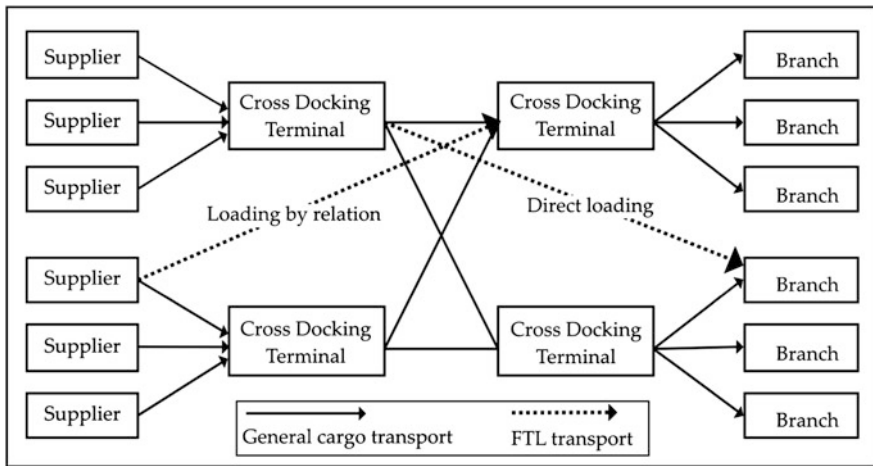 Supplier
Supplier
Supplier
Cross Docking
Terminal
Cross Docking
Terminal
Branch
Branch
Branch
Loading by relation
Direct loading
Supplier
Supplier
Supplier
Cross Docking
Terminal
Cross Docking
Terminal
Branch
Branch
Branch
General cargo transport
FTL transport